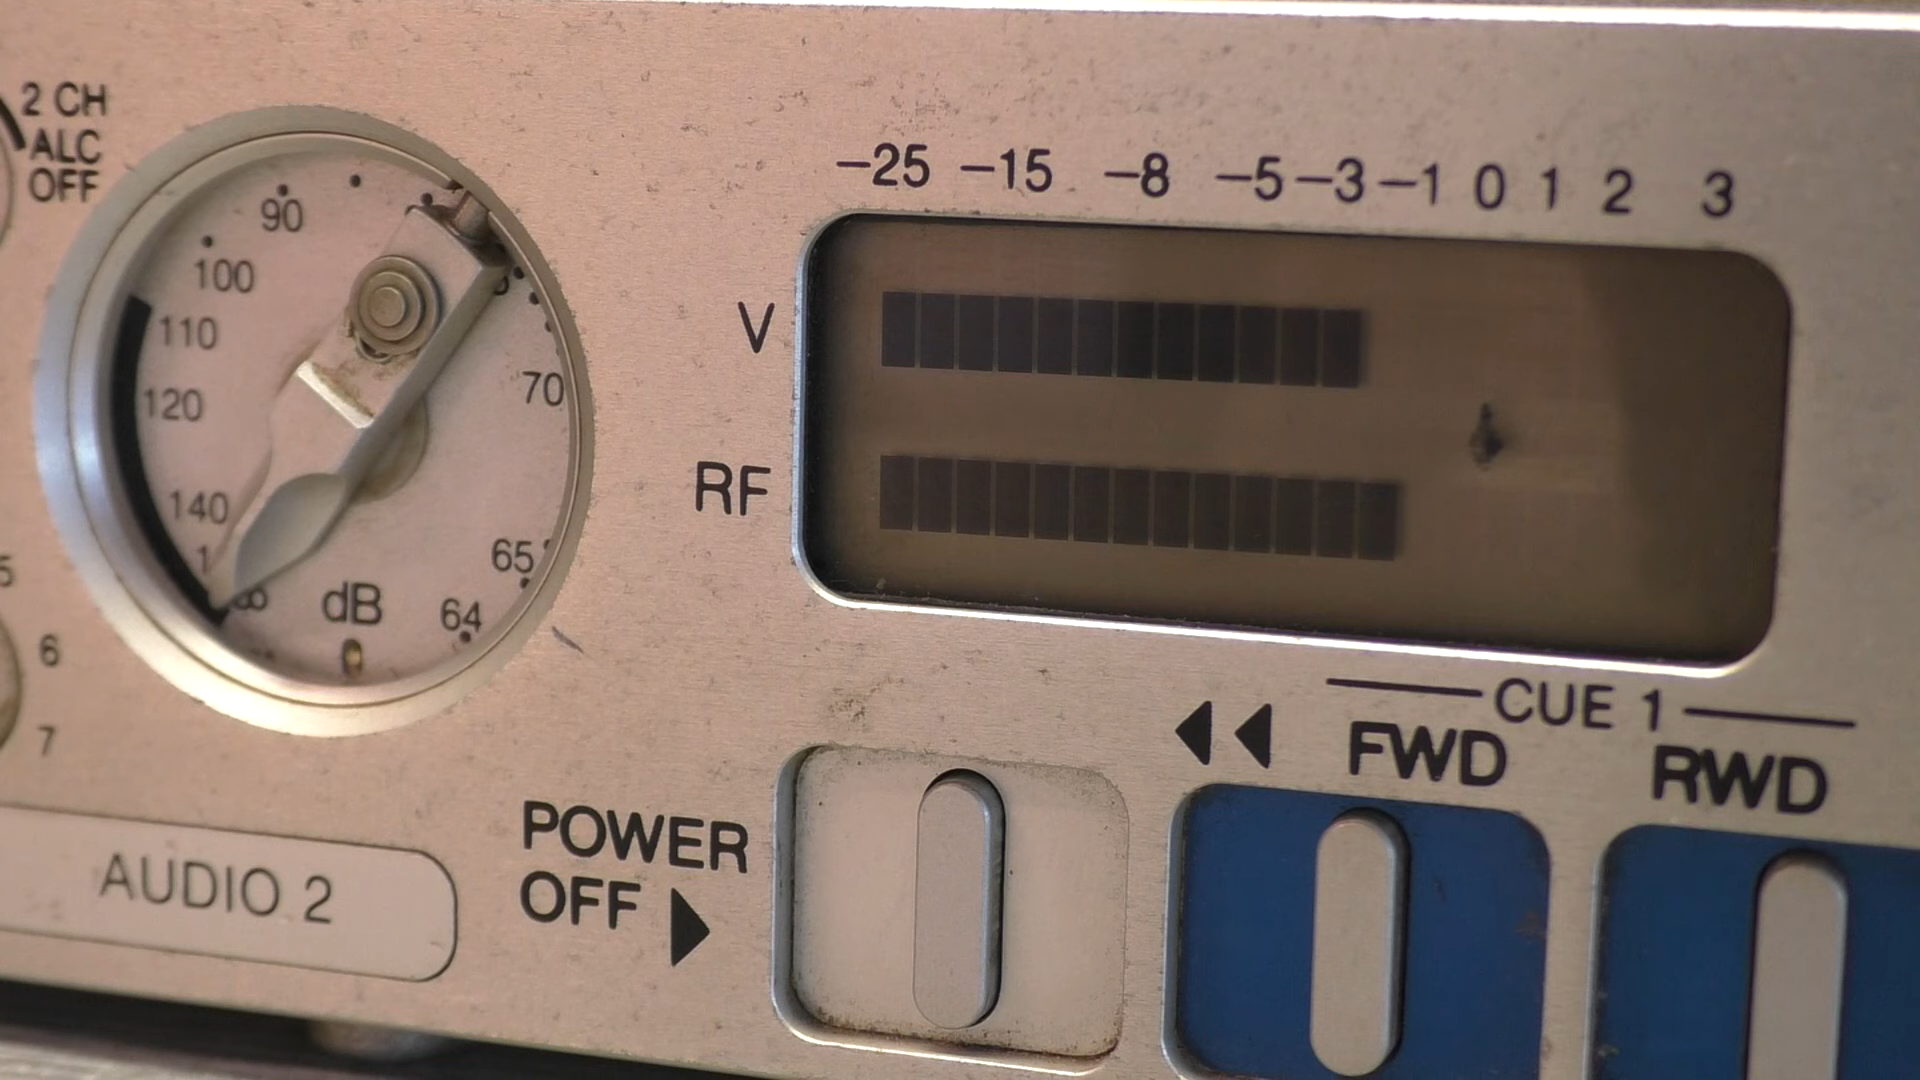 2 CH
ALC
OFF
−25 −15 −8 −5 −3 −1 0 1 2 3
90
100
110
120
140
70
65
64
dB
V
RF
5
6
7
CUE 1
FWD
RWD
POWER
OFF
AUDIO 2